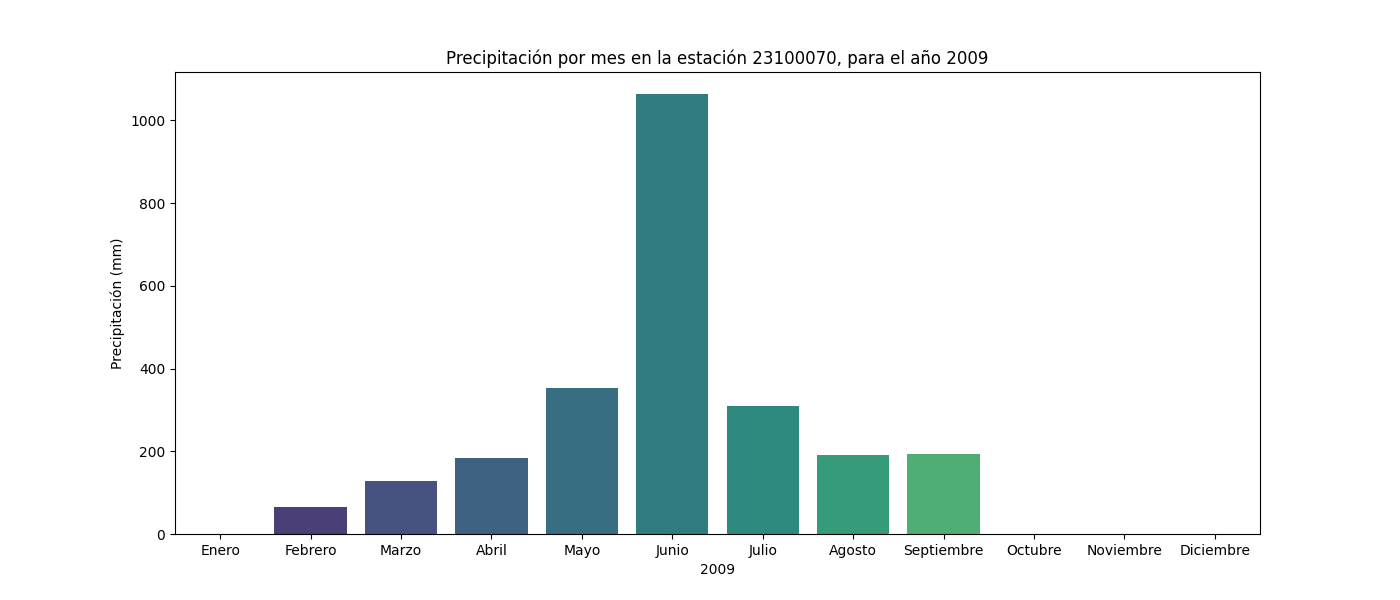 Precipitación por mes en la estación 23100070, para el año 2009
Precipitación (mm)
1000
800
600
400
200
0
Enero Febrero Marzo Abril Mayo Junio Julio Agosto Septiembre Octubre Noviembre Diciembre
2009